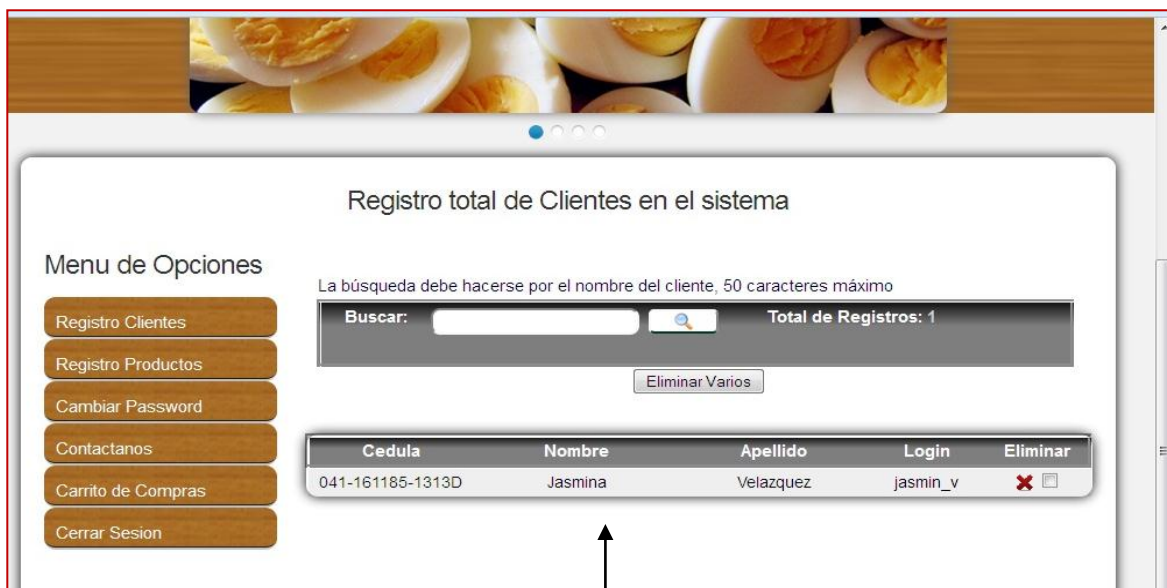 Registro total de Clientes en el sistema
Menu de Opciones
Registro Clientes
Registro Productos
Cambiar Password
Contactanos
Carrito de Compras
Cerrar Sesion
La búsqueda debe hacerse por el nombre del cliente, 50 caracteres máximo
Buscar: Total de Registros: 1
Eliminar Varios
Cedula Nombre Apellido Login Eliminar
041-161185-1313D Jasmina Velazquez jasmin_v